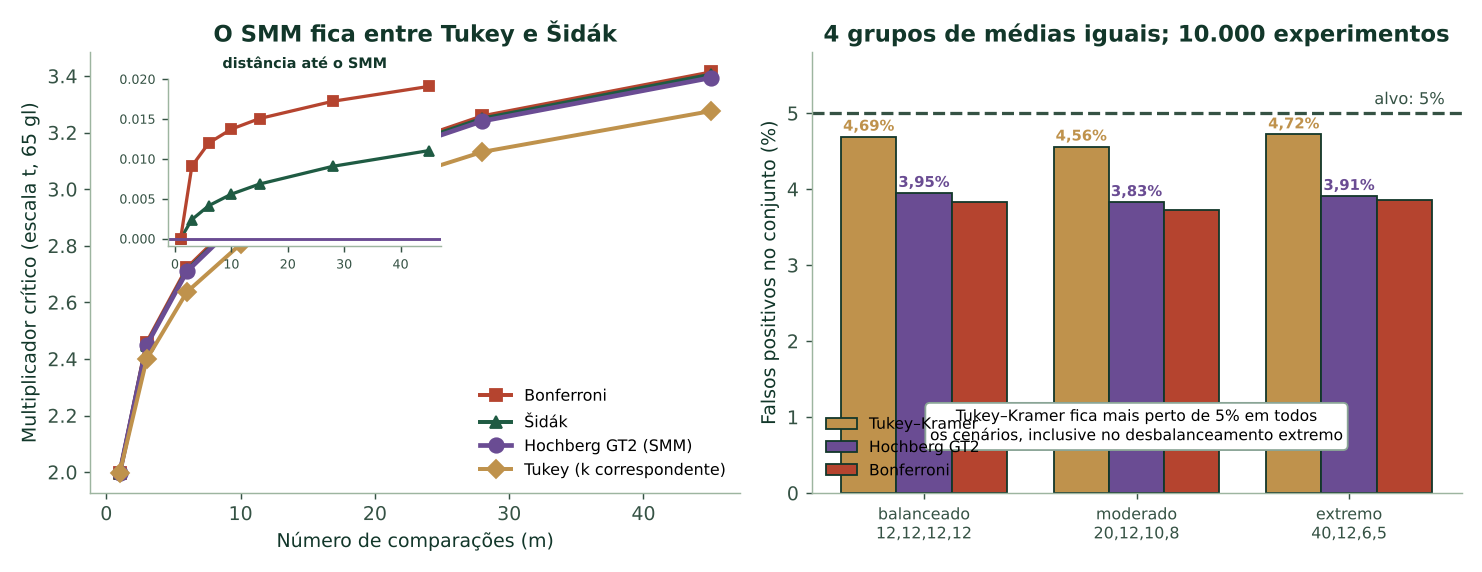 O SMM fica entre Tukey e Šidák
distância até o SMM
0.020
0.015
0.010
0.005
0.000
0
10
20
30
40
3.4
3.2
3.0
2.8
2.6
2.4
2.2
2.0
Multiplicador crítico (escala t, 65 gl)
Bonferroni
Šidák
Hochberg GT2 (SMM)
Tukey (k correspondente)
0
10
20
30
40
Número de comparações (m)
4 grupos de médias iguais; 10.000 experimentos
alvo: 5%
5
4
3
2
1
0
Falsos positivos no conjunto (%)
4,69%
3,95%
4,56%
3,83%
4,72%
3,91%
Tukey–Kramer fica mais perto de 5% em todos
os cenários, inclusive no desbalanceamento extremo
Tukey–Kramer
Hochberg GT2
Bonferroni
balanceado
12,12,12,12
moderado
20,12,10,8
extremo
40,12,6,5